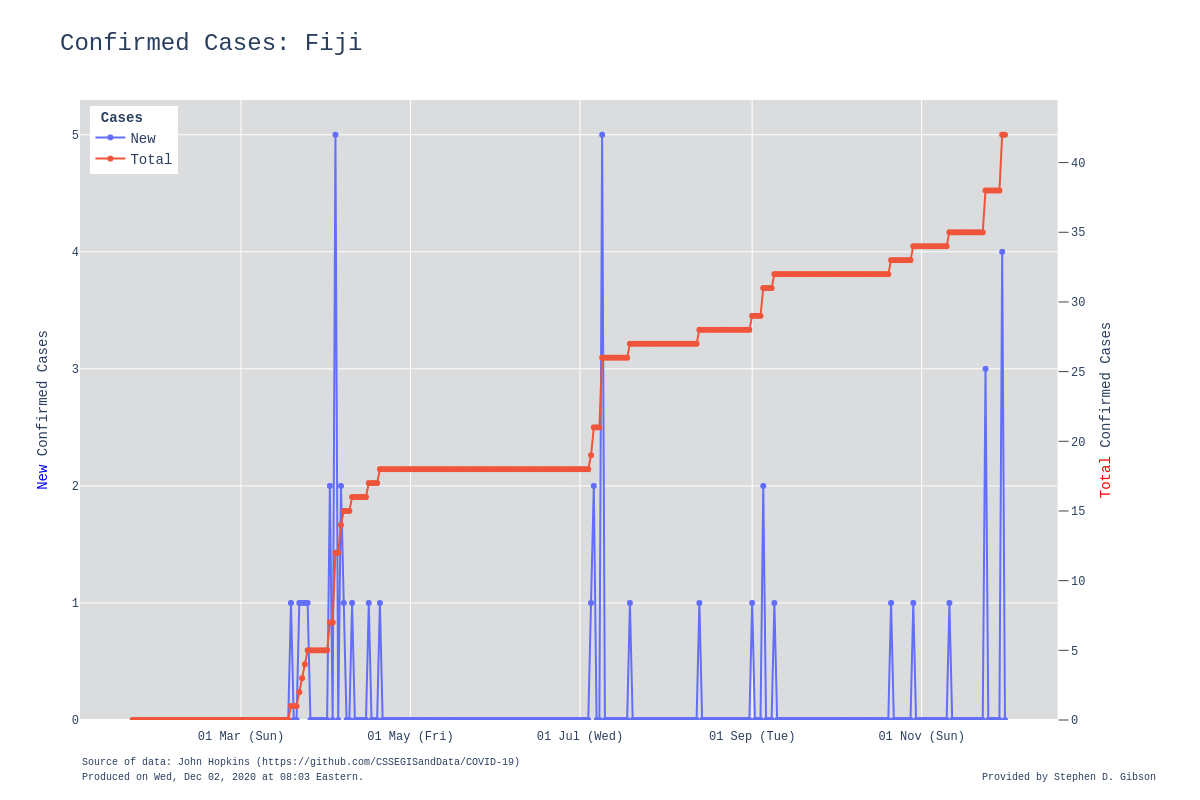 Confirmed Cases: Fiji
Cases
New
Total
5
4
3
2
1
0
New Confirmed Cases
40
35
30
25
20
15
10
5
0
Total Confirmed Cases
01 Mar (Sun) 01 May (Fri) 01 Jul (Wed) 01 Sep (Tue) 01 Nov (Sun)
Source of data: John Hopkins (https://github.com/CSSEGISandData/COVID-19)
Produced on Wed, Dec 02, 2020 at 08:03 Eastern.
Provided by Stephen D. Gibson